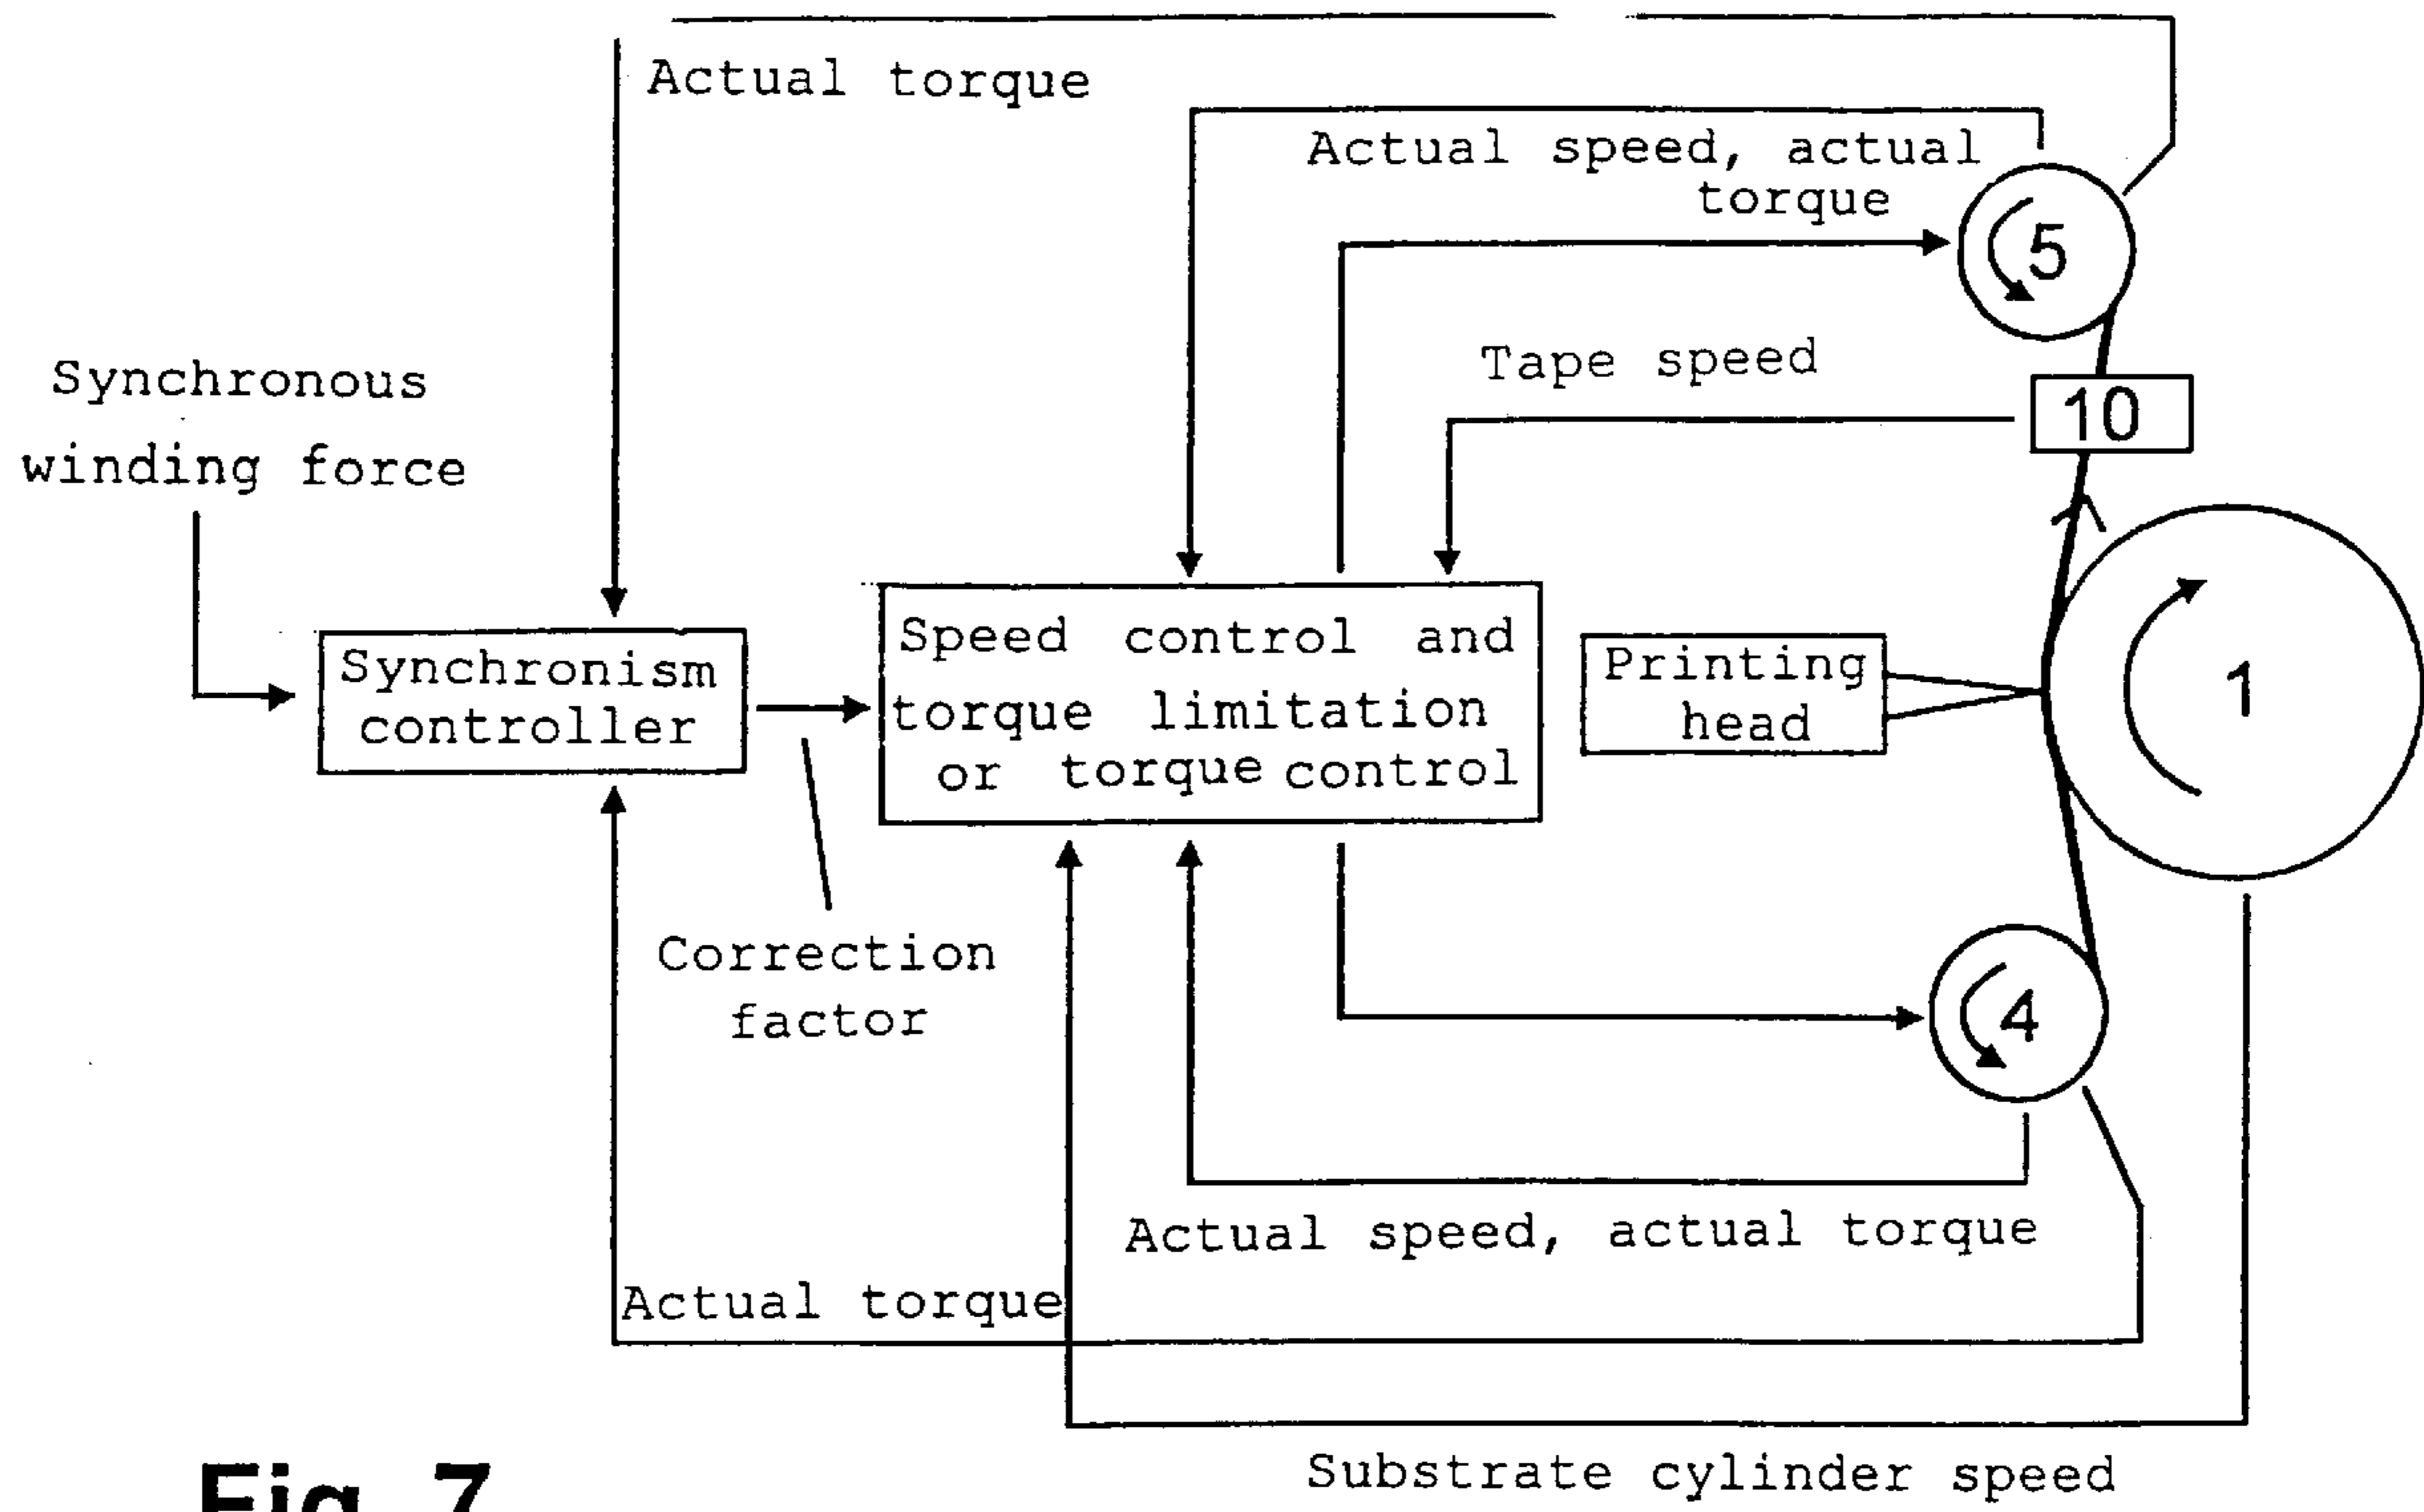 Actual torque
Actual speed, actual
torque
5
Tape speed
10
Synchronous
winding force
Synchronism
controller
Speed control and
torque limitation
or torque control
Printing
head
1
Correction
factor
4
Actual speed, actual torque
Actual torque
Substrate cylinder speed
Fig. 7